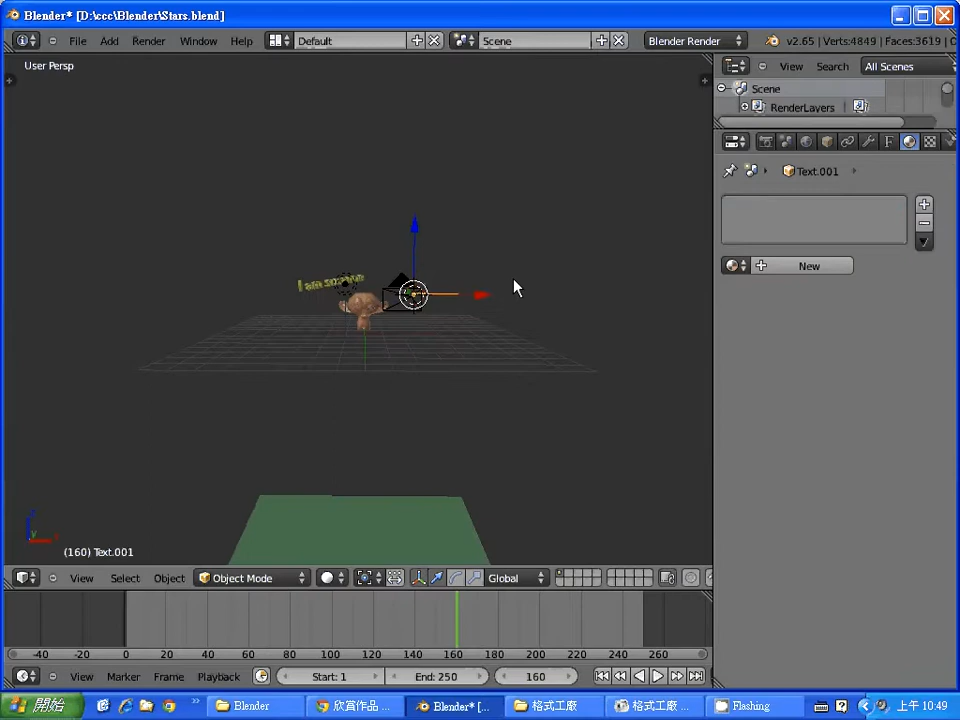 Blender* [D:\ccc\Blender\Stars.blend]
File Add Render Window Help Default Scene Blender Render v2.65 | Verts:4849 | Faces:3619 |
User Persp
View Search All Scenes
Scene
RenderLayers
Text.001
New
(160) Text.001
View Select Object Object Mode Global
-40 -20 0 20 40 60 80 100 120 140 160 180 200 220 240 260
View Marker Frame Playback Start: 1 End: 250 160
開始 Blender 欣賞作品 ... Blender* [... 格式工廠 格式工廠 ... Flashing 上午 10:49